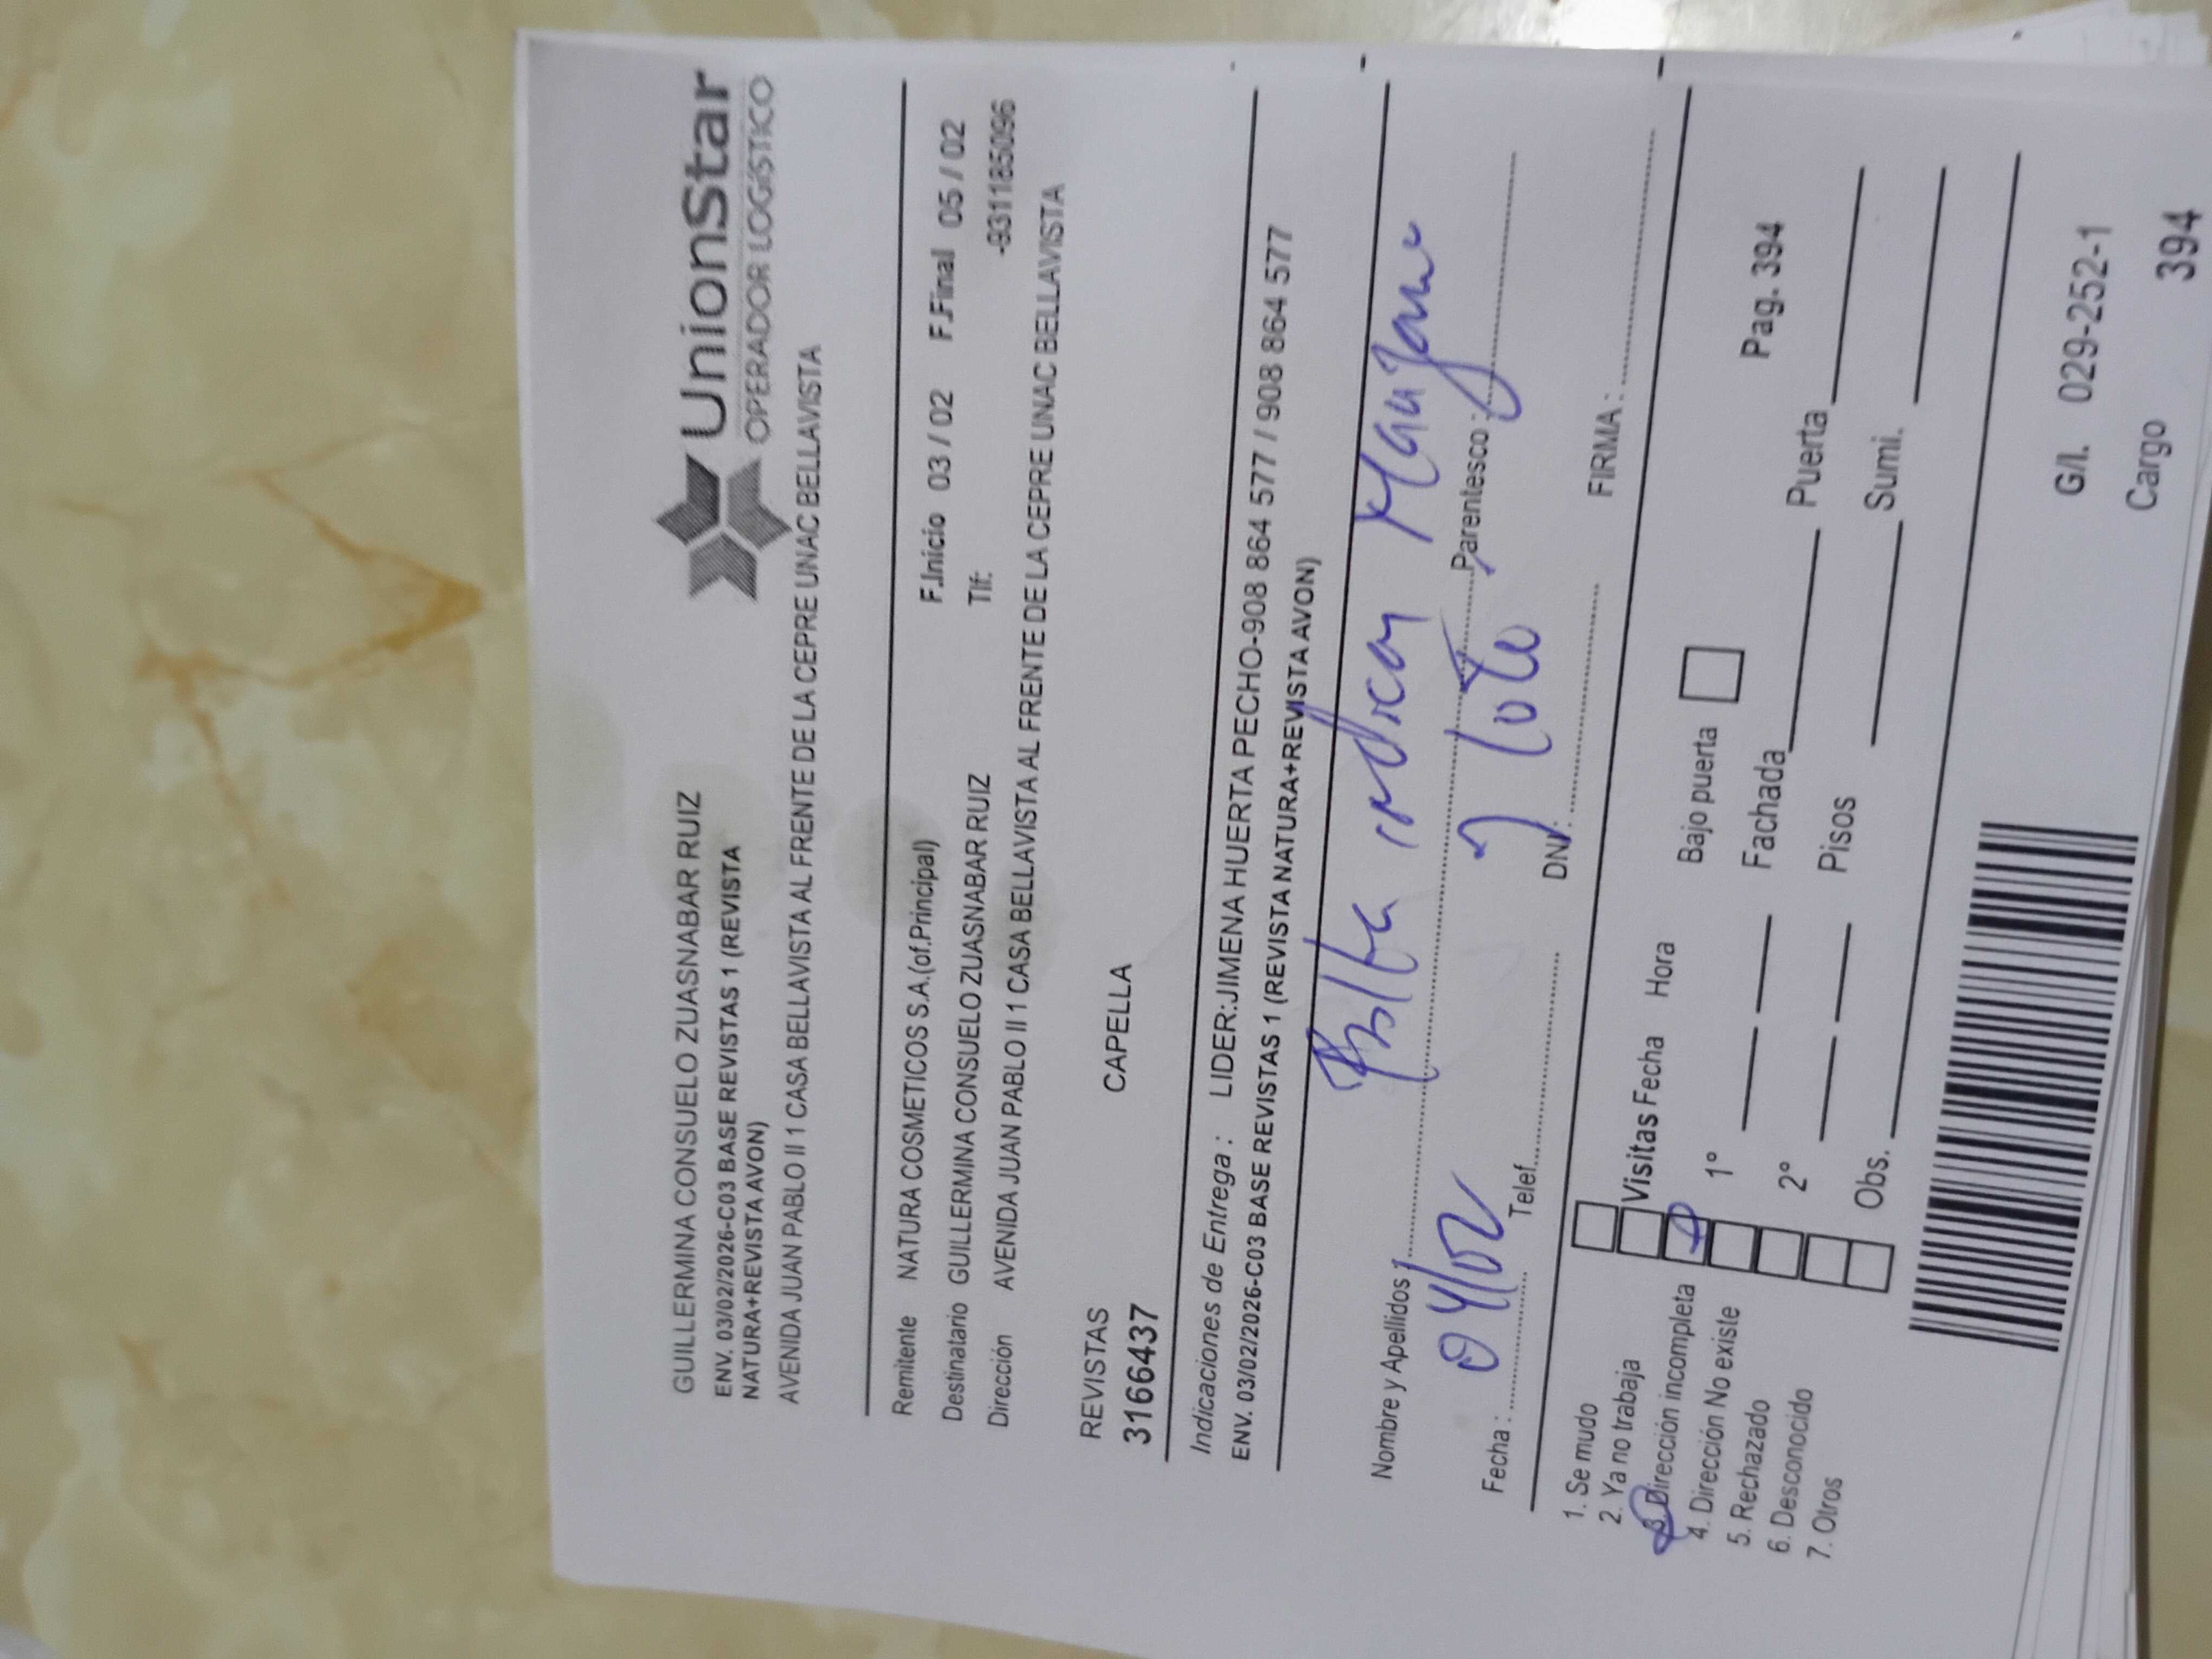 GUILLERMINA CONSUELO ZUASNABAR RUIZ
ENV. 03/02/2026-C03 BASE REVISTAS 1 (REVISTA
NATURA+REVISTA AVON)
AVENIDA JUAN PABLO II 1 CASA BELLAVISTA AL FRENTE DE LA CEPRE UNAC BELLAVISTA
UnionStar
OPERADOR LOGÍSTICO
Remitente NATURA COSMETICOS S.A.(of.Principal)
F.Inicio 03 / 02 F.Final 05 / 02
Destinatario GUILLERMINA CONSUELO ZUASNABAR RUIZ Tlf: -931185096
Dirección AVENIDA JUAN PABLO II 1 CASA BELLAVISTA AL FRENTE DE LA CEPRE UNAC BELLAVISTA
REVISTAS CAPELLA
3166437
Indicaciones de Entrega : LIDER:JIMENA HUERTA PECHO-908 864 577 / 908 864 577
ENV. 03/02/2026-C03 BASE REVISTAS 1 (REVISTA NATURA+REVISTA AVON)
Falta indicar Manzana
Nombre y Apellidos
y Lote
Fecha : 04/02 Parentesco :
Telef. DNI: FIRMA :
1. Se mudo
2. Ya no trabaja
3. Dirección incompleta
4. Dirección No existe
5. Rechazado
6. Desconocido
7. Otros
Visitas Fecha Hora Bajo puerta
1° Fachada Puerta Pag. 394
2° Pisos Sumi.
Obs.
G/I. 029-252-1
Cargo 394